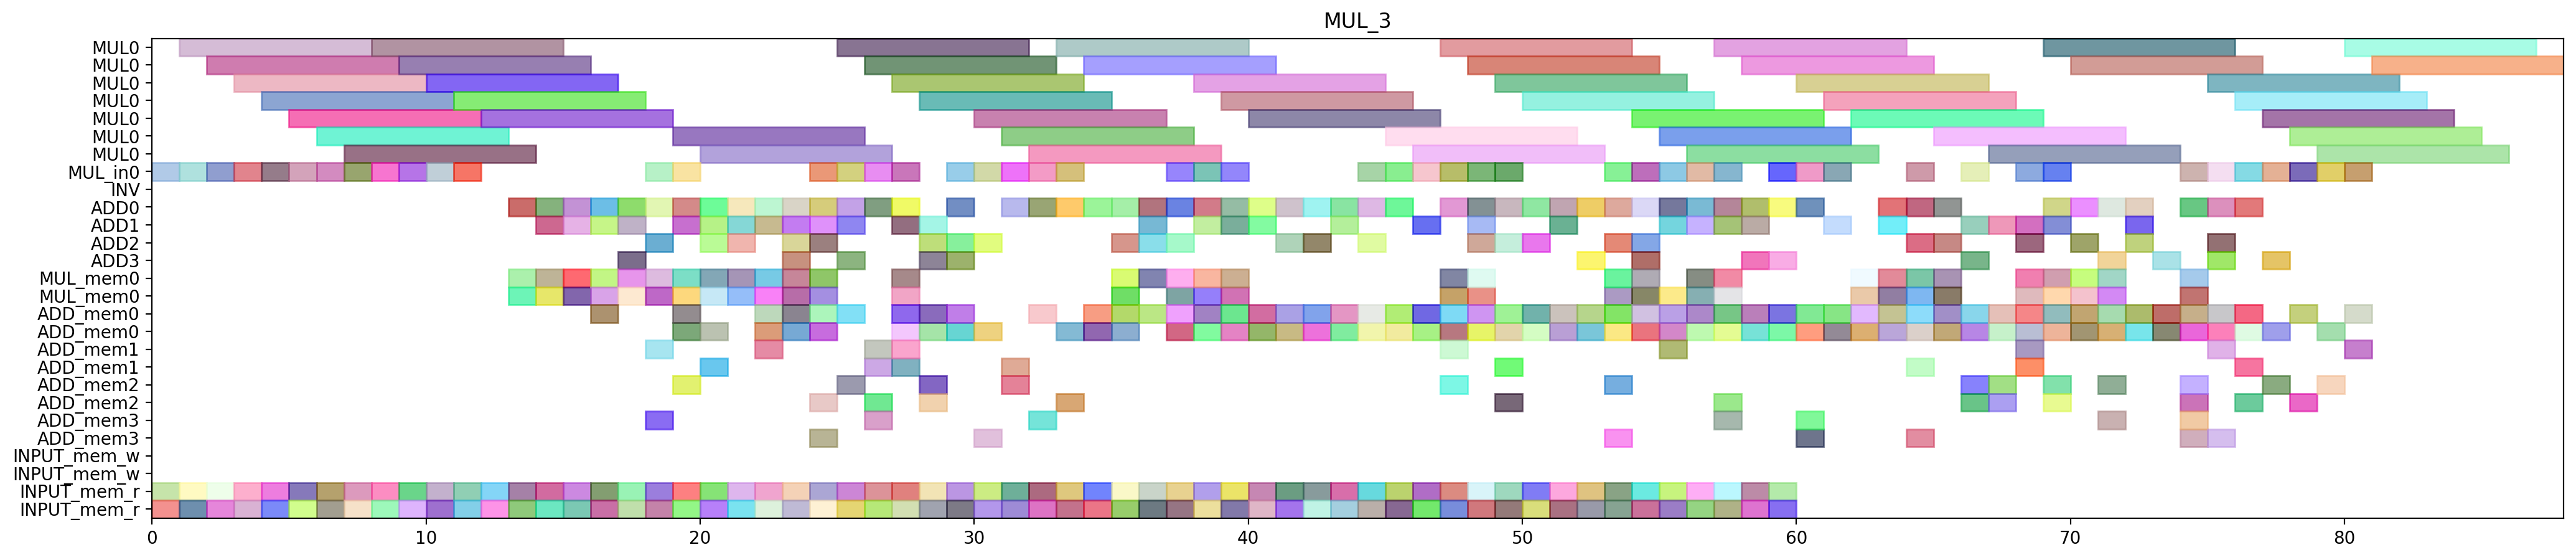 MUL_3
MUL0
MUL0
MUL0
MUL0
MUL0
MUL0
MUL0
MUL_in0
INV
ADD0
ADD1
ADD2
ADD3
MUL_mem0
MUL_mem0
ADD_mem0
ADD_mem0
ADD_mem1
ADD_mem1
ADD_mem2
ADD_mem2
ADD_mem3
ADD_mem3
INPUT_mem_w
INPUT_mem_w
INPUT_mem_r
INPUT_mem_r
0 10 20 30 40 50 60 70 80